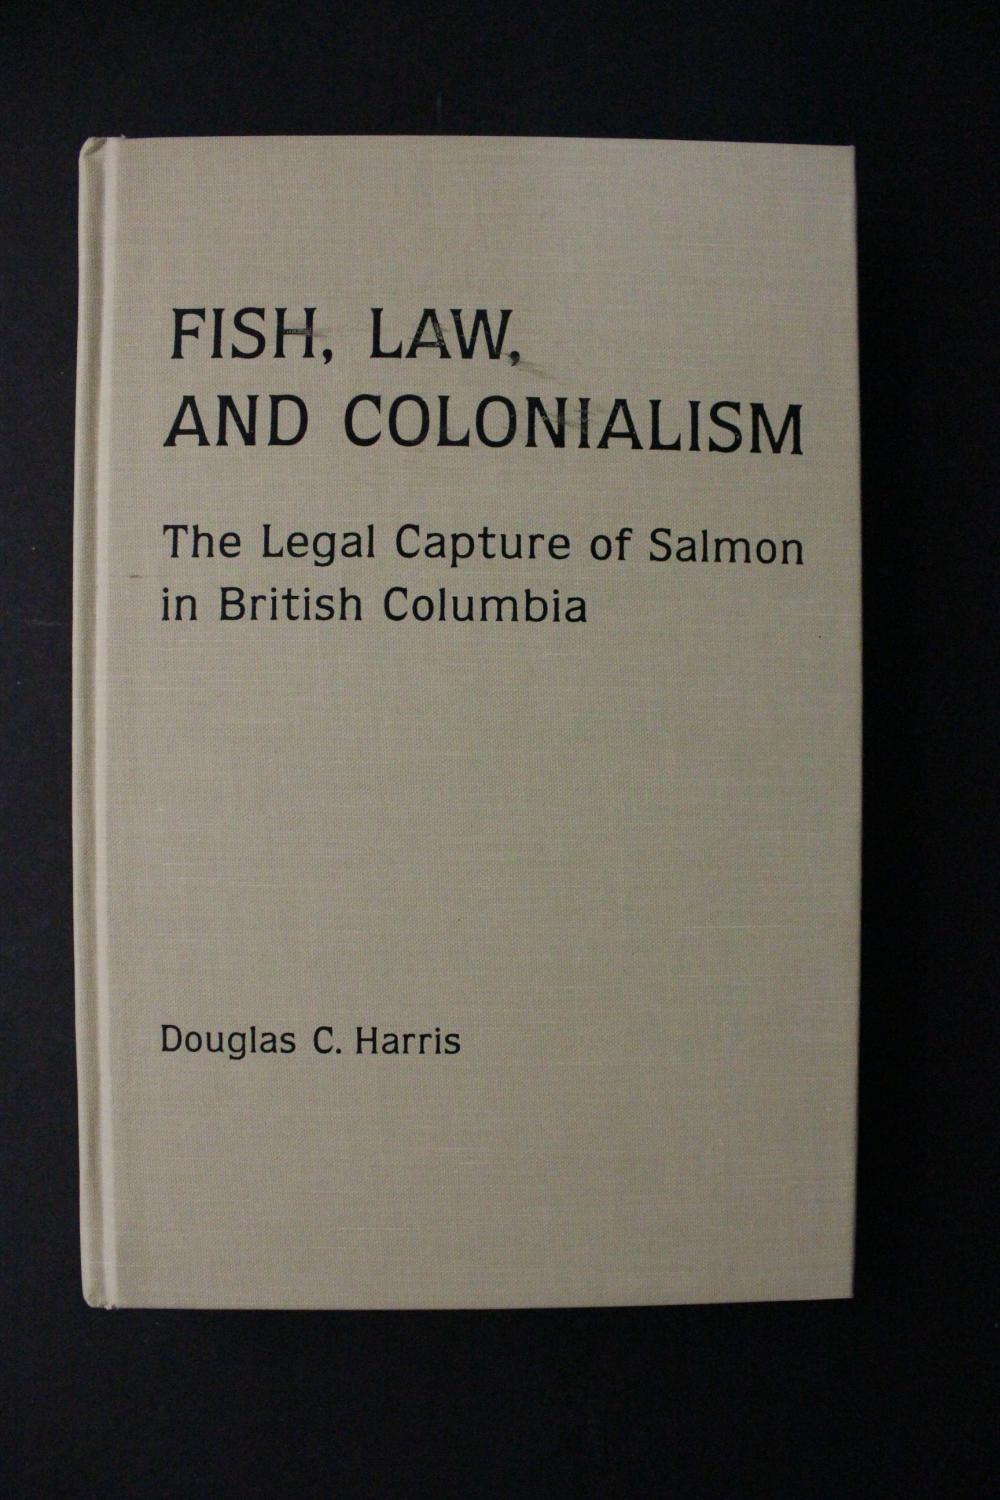 FISH, LAW,
AND COLONIALISM
The Legal Capture of Salmon
in British Columbia
Douglas C. Harris